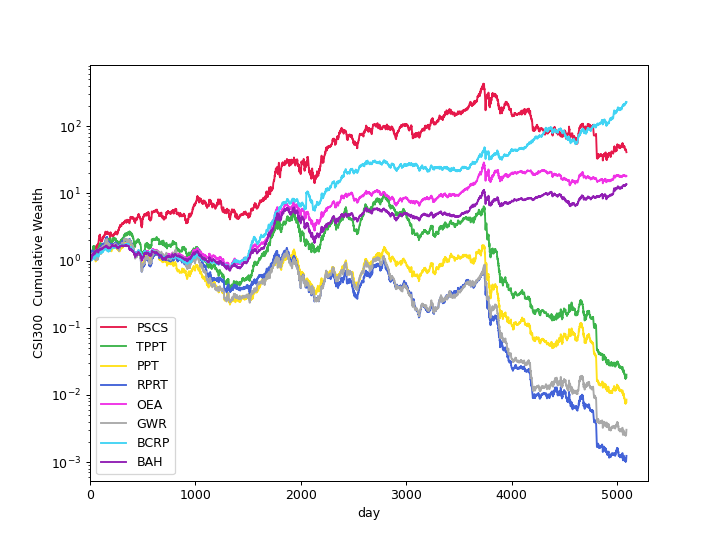 CSI300  Cumulative Wealth
10²
10¹
10⁰
10⁻¹
10⁻²
10⁻³
PSCS
TPPT
PPT
RPRT
OEA
GWR
BCRP
BAH
0 1000 2000 3000 4000 5000
day